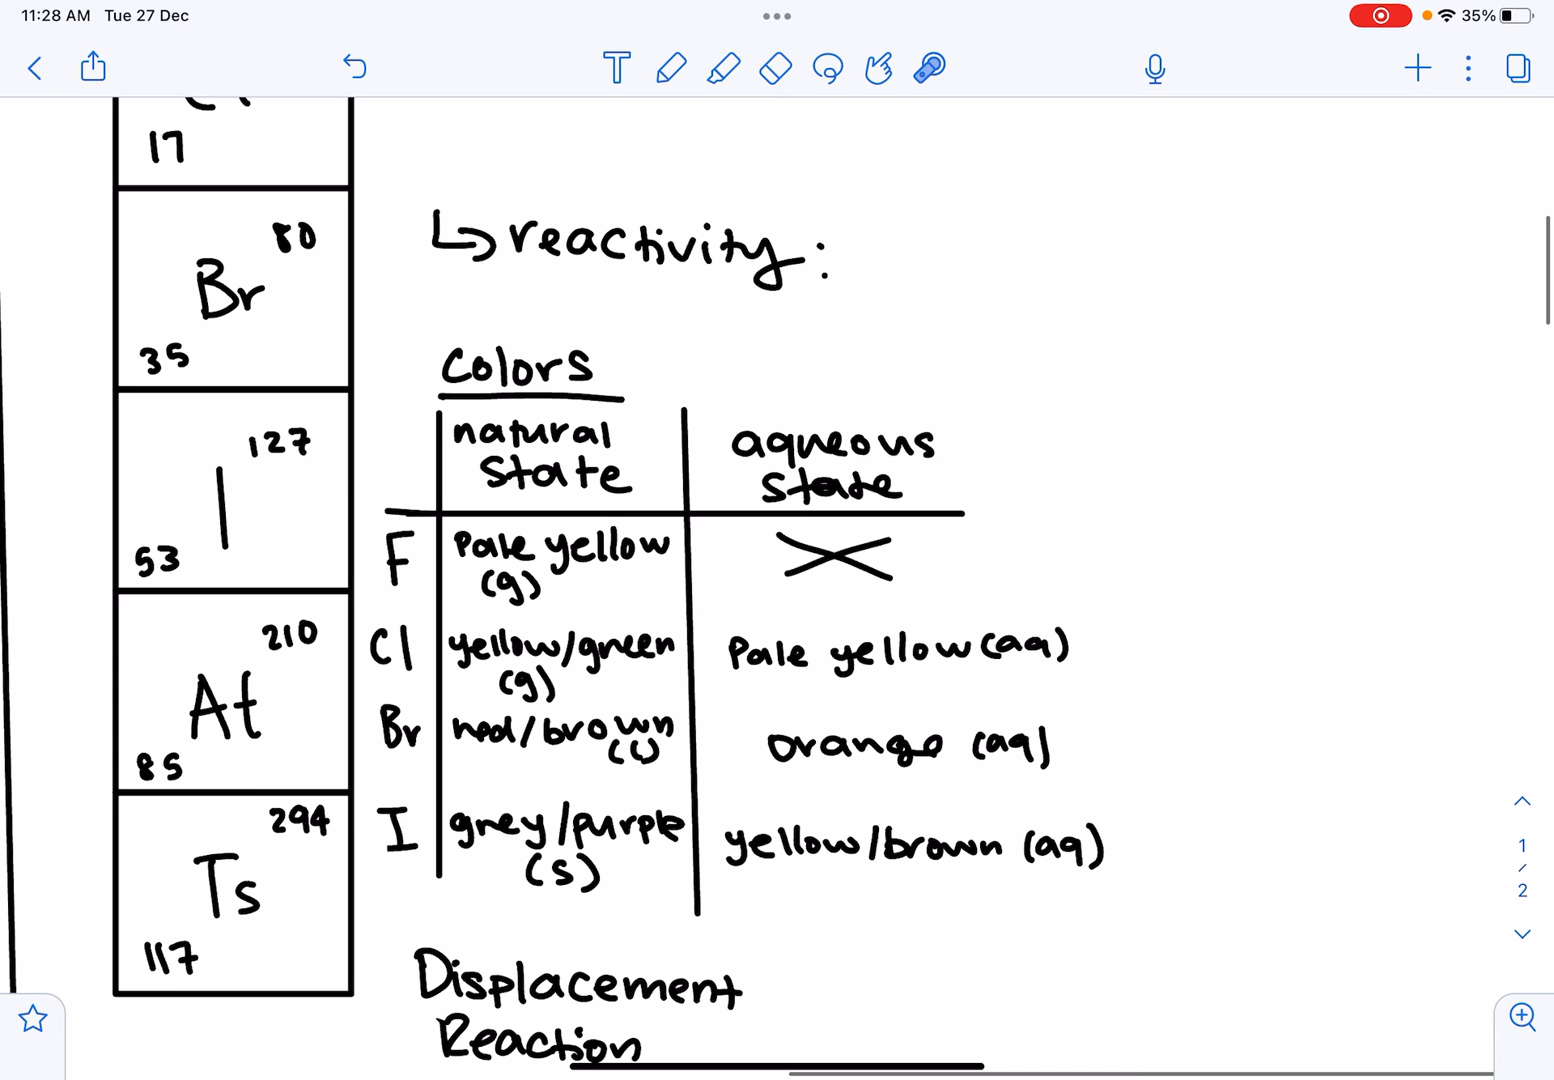 11:28 AM Tue 27 Dec
35%
17
80
Br
35
127
I
53
210
At
85
294
Ts
117
↳ reactivity:
Colors
natural state
aqueous state
F pale yellow (g)
Cl yellow/green (g) Pale yellow (aq)
Br red/brown (l) orange (aq)
I grey/purple (s) yellow/brown (aq)
Displacement
Reaction
1
/
2